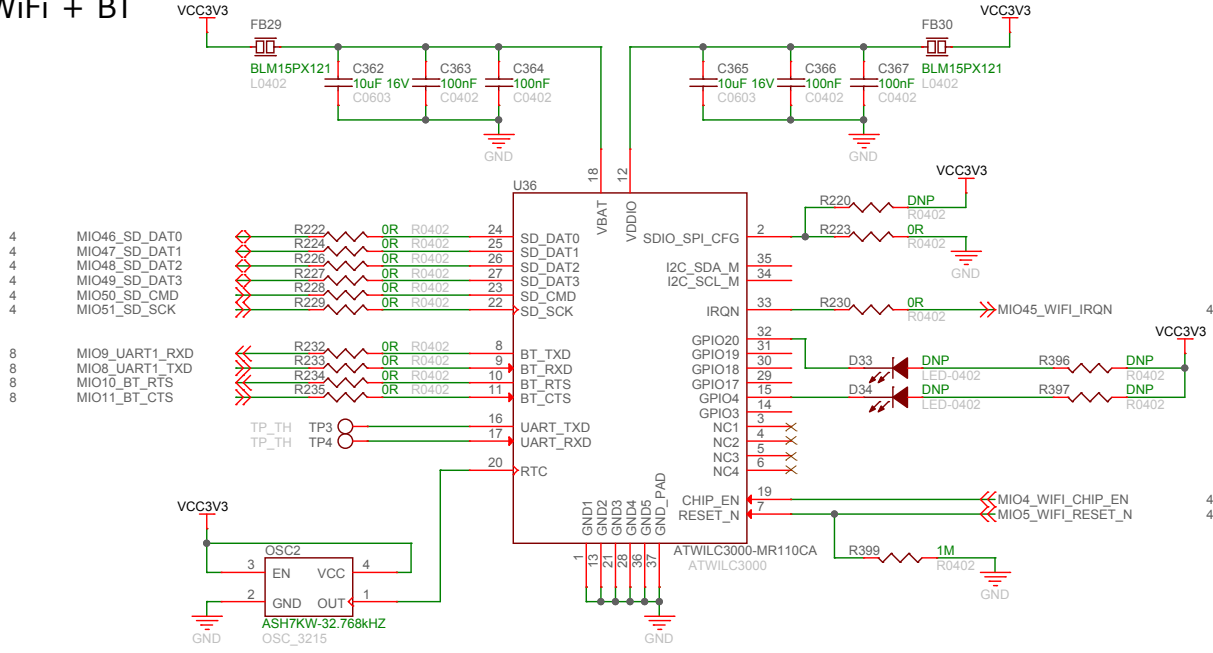 WiFi + BT
VCC3V3
FB29
BLM15PX121
L0402
C362
10uF 16V
C0603
C363
100nF
C0402
C364
100nF
C0402
GND
VCC3V3
FB30
BLM15PX121
L0402
C365
10uF 16V
C0603
C366
100nF
C0402
C367
100nF
C0402
GND
U36
18
VBAT
12
VDDIO
4 MIO46_SD_DAT0 R222 0R R0402 24 SD_DAT0
4 MIO47_SD_DAT1 R224 0R R0402 25 SD_DAT1
4 MIO48_SD_DAT2 R226 0R R0402 26 SD_DAT2
4 MIO49_SD_DAT3 R227 0R R0402 27 SD_DAT3
4 MIO50_SD_CMD R228 0R R0402 23 SD_CMD
4 MIO51_SD_SCK R229 0R R0402 22 SD_SCK
8 MIO9_UART1_RXD R232 0R R0402 8 BT_TXD
8 MIO8_UART1_TXD R233 0R R0402 9 BT_RXD
8 MIO10_BT_RTS R234 0R R0402 10 BT_RTS
8 MIO11_BT_CTS R235 0R R0402 11 BT_CTS
TP_TH TP3 16 UART_TXD
TP_TH TP4 17 UART_RXD
20 RTC
VCC3V3
R220 DNP
R0402
SDIO_SPI_CFG 2 R223 0R
R0402
GND
I2C_SDA_M 35
I2C_SCL_M 34
IRQN 33 R230 0R MIO45_WIFI_IRQN 4
R0402
VCC3V3
GPIO20 32
GPIO19 31
GPIO18 30
GPIO17 29
GPIO4 15
GPIO3 14
D33 DNP R396 DNP
LED-0402 R0402
D34 DNP R397 DNP
LED-0402 R0402
NC1 3
NC2 4
NC3 5
NC4 6
CHIP_EN 19 MIO4_WIFI_CHIP_EN 4
RESET_N 7 MIO5_WIFI_RESET_N 4
R399 1M
R0402
GND
GND1 1
GND2 13
GND3 21
GND4 28
GND5 36
GND_PAD 37
GND
ATWILC3000-MR110CA
ATWILC3000
VCC3V3
OSC2
3 EN VCC 4
2 GND OUT 1
ASH7KW-32.768kHZ
OSC_3215
GND